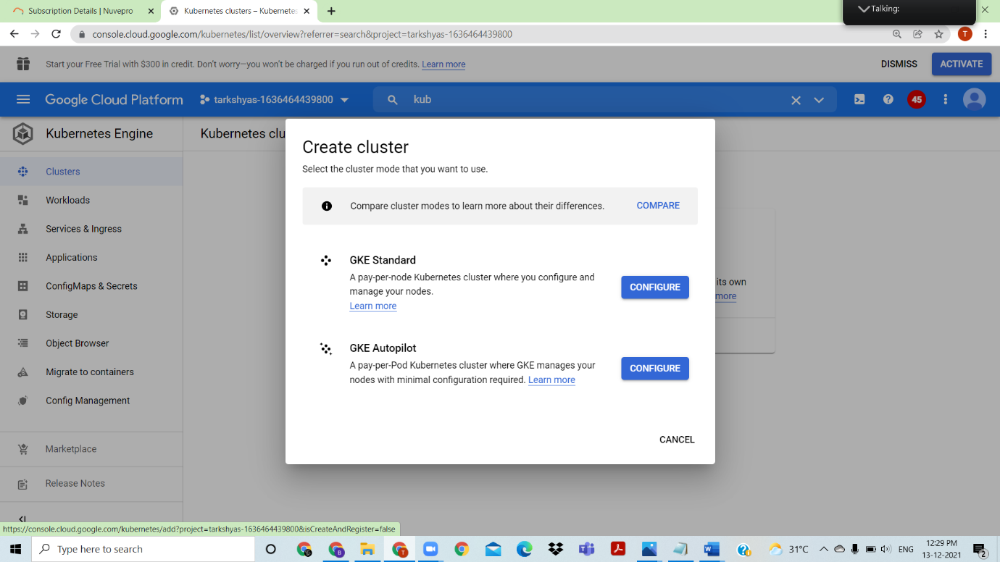 Subscription Details | Nuvepro
Kubernetes clusters – Kubernetes
Talking:
console.cloud.google.com/kubernetes/list/overview?referrer=search&project=tarkshyas-1636464439800
T
Start your Free Trial with $300 in credit. Don't worry—you won't be charged if you run out of credits. Learn more
DISMISS
ACTIVATE
Google Cloud Platform
tarkshyas-1636464439800
kub
45
Kubernetes Engine
Kubernetes clu
Clusters
Workloads
Services & Ingress
Applications
ConfigMaps & Secrets
Storage
Object Browser
Migrate to containers
Config Management
Marketplace
Release Notes
Create cluster
Select the cluster mode that you want to use.
Compare cluster modes to learn more about their differences.
COMPARE
GKE Standard
A pay-per-node Kubernetes cluster where you configure and
manage your nodes.
Learn more
CONFIGURE
GKE Autopilot
A pay-per-Pod Kubernetes cluster where GKE manages your
nodes with minimal configuration required. Learn more
CONFIGURE
CANCEL
its own
more
https://console.cloud.google.com/kubernetes/add?project=tarkshyas-1636464439800&isCreateAndRegister=false
Type here to search
31°C
ENG
12:29 PM
13-12-2021
2